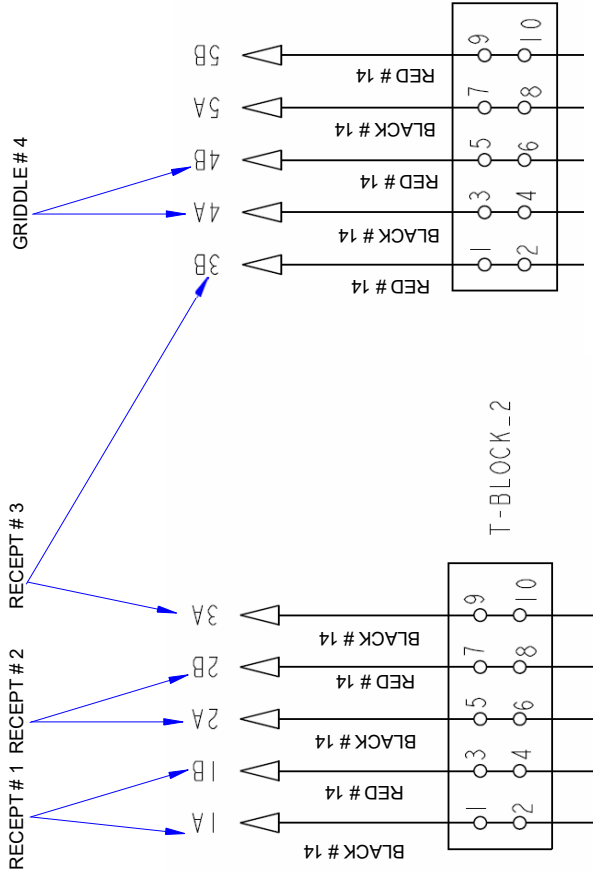 GRIDDLE # 4
5B
5A
4B
4A
3B
RED # 14
BLACK # 14
RED # 14
BLACK # 14
RED # 14
9 10
7 8
5 6
3 4
1 2
RECEPT # 3
RECEPT # 2
RECEPT # 1
3A
2B
2A
1B
1A
BLACK # 14
RED # 14
BLACK # 14
RED # 14
BLACK # 14
9 10
7 8
5 6
3 4
1 2
T-BLOCK_2